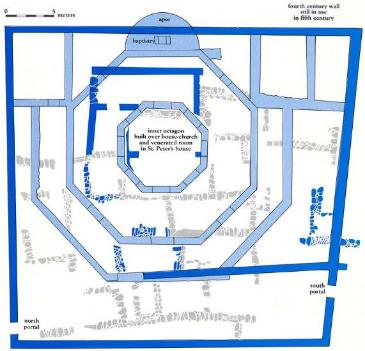 0 5
meters
apse
baptistry
fourth century wall
still in use
in fifth century
inner octagon
built over house-church
and venerated room
in St. Peter's house
north
portal
south
portal